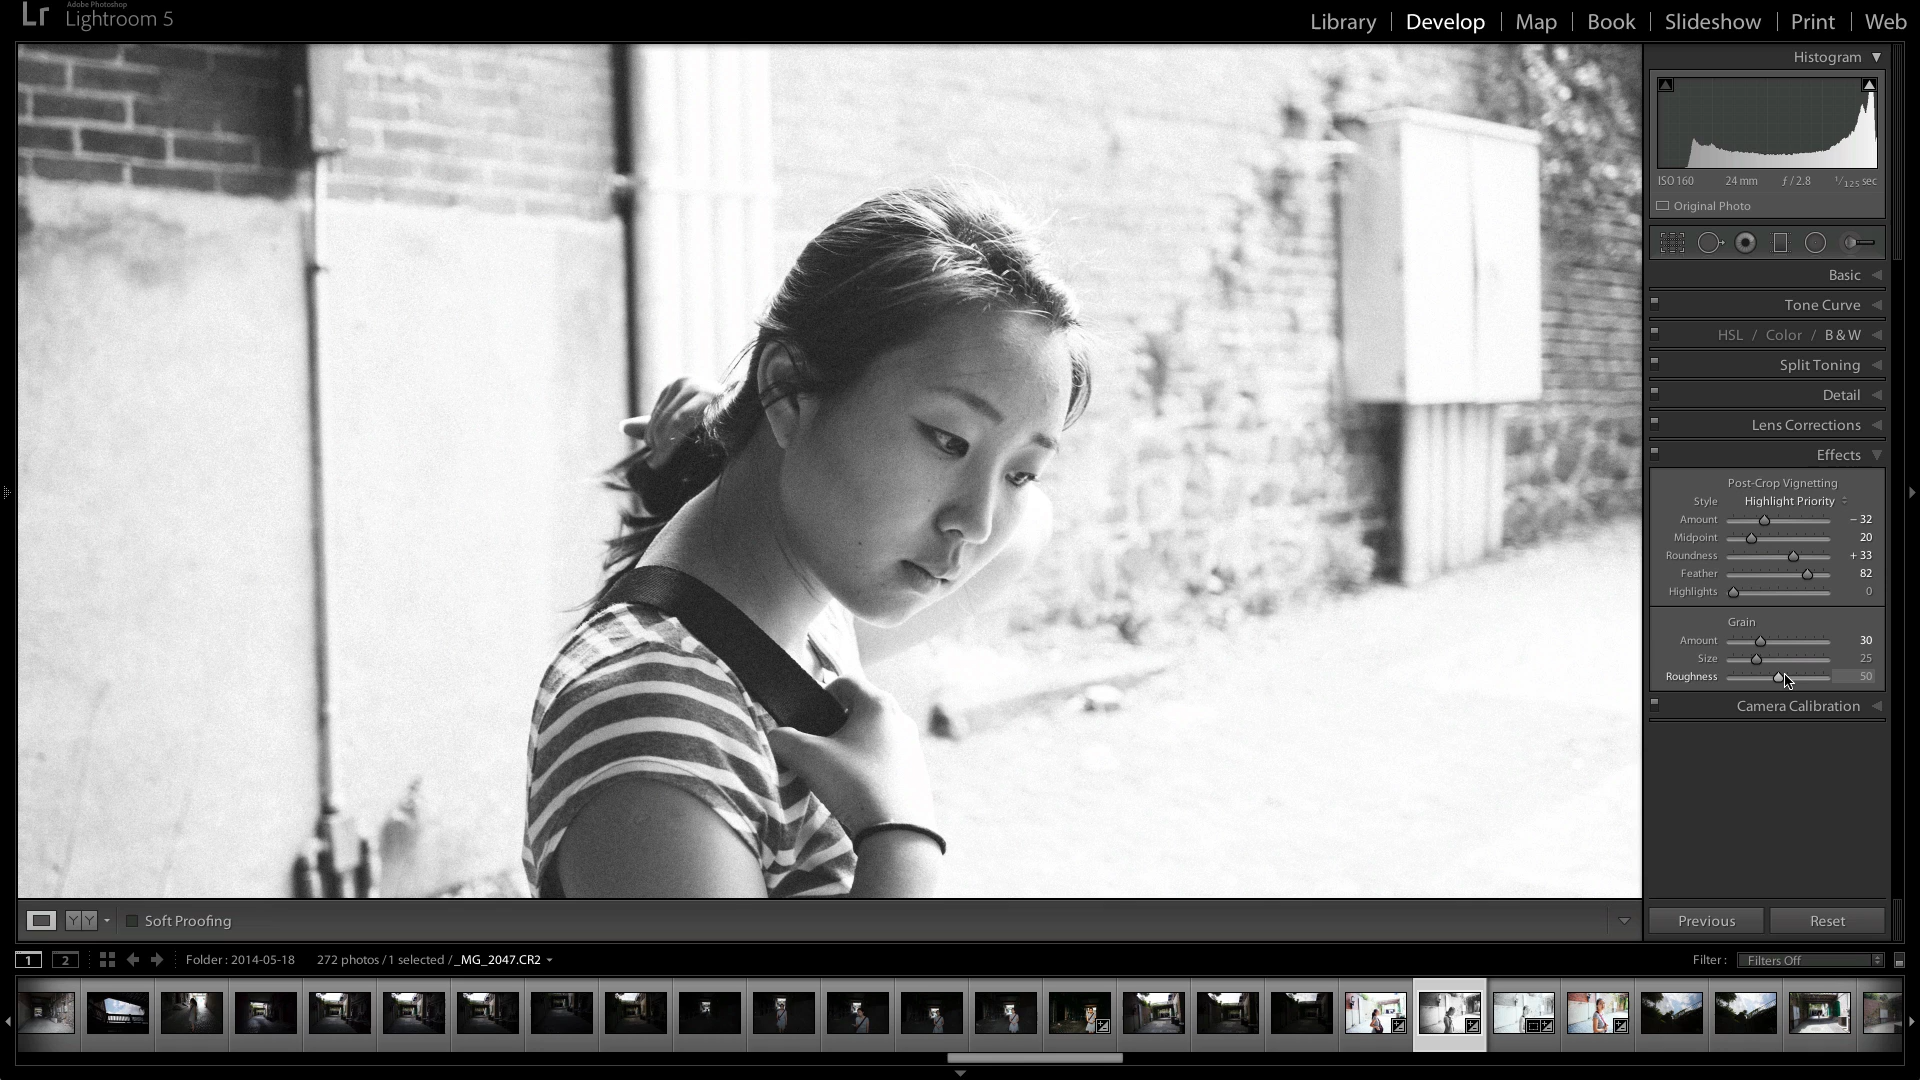 Lr Adobe Photoshop
Lightroom 5
Library | Develop | Map | Book | Slideshow | Print | Web
Histogram
ISO 160 24 mm ƒ / 2.8 1/125 sec
Original Photo
Basic
Tone Curve
HSL / Color / B & W
Split Toning
Detail
Lens Corrections
Effects
Post-Crop Vignetting
Style Highlight Priority
Amount – 32
Midpoint 20
Roundness + 33
Feather 82
Highlights 0
Grain
Amount 30
Size 25
Roughness 50
Camera Calibration
Y Y Soft Proofing
Previous Reset
1 2 Folder : 2014-05-18 272 photos / 1 selected / _MG_2047.CR2 Filter : Filters Off